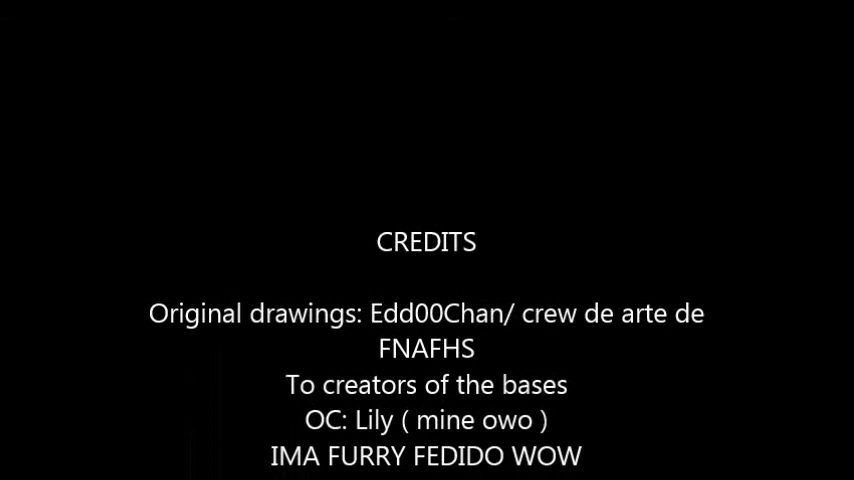 CREDITS
Original drawings: Edd00Chan/ crew de arte de
FNAFHS
To creators of the bases
OC: Lily ( mine owo )
IMA FURRY FEDIDO WOW